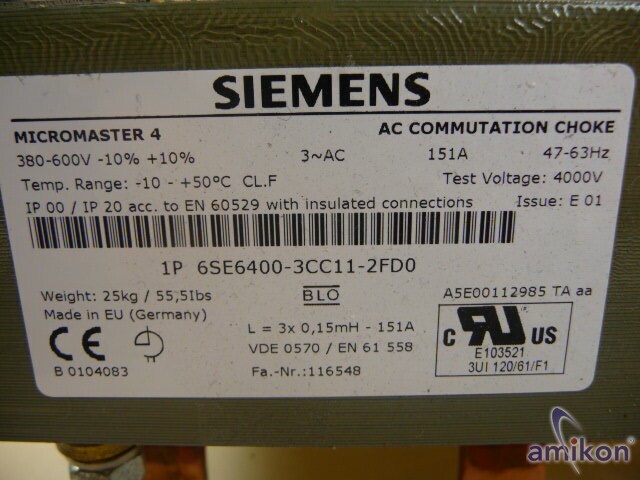 SIEMENS
MICROMASTER 4 AC COMMUTATION CHOKE
380-600V -10% +10% 3~AC 151A 47-63Hz
Temp. Range: -10 - +50°C CL.F Test Voltage: 4000V
IP 00 / IP 20 acc. to EN 60529 with insulated connections Issue: E 01
1P 6SE6400-3CC11-2FD0
Weight: 25kg / 55,5lbs BLO A5E00112985 TA aa
Made in EU (Germany)
L = 3x 0,15mH - 151A
CE c RU US
VDE 0570 / EN 61 558
E103521
B 0104083 Fa.-Nr.:116548 3UI 120/61/F1
amikon